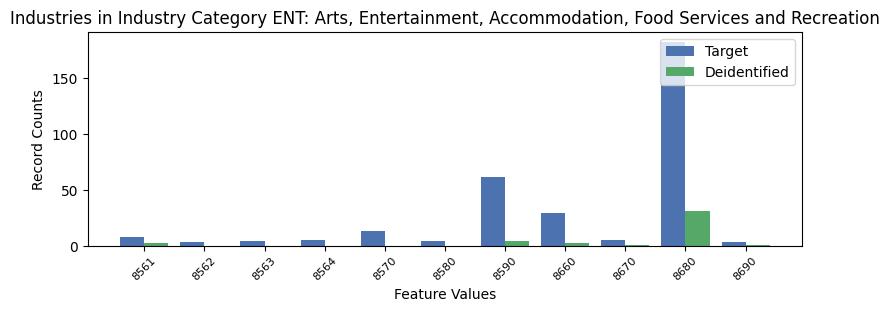 Industries in Industry Category ENT: Arts, Entertainment, Accommodation, Food Services and Recreation
Target
Deidentified
Record Counts
150
100
50
0
8561 8562 8563 8564 8570 8580 8590 8660 8670 8680 8690
Feature Values